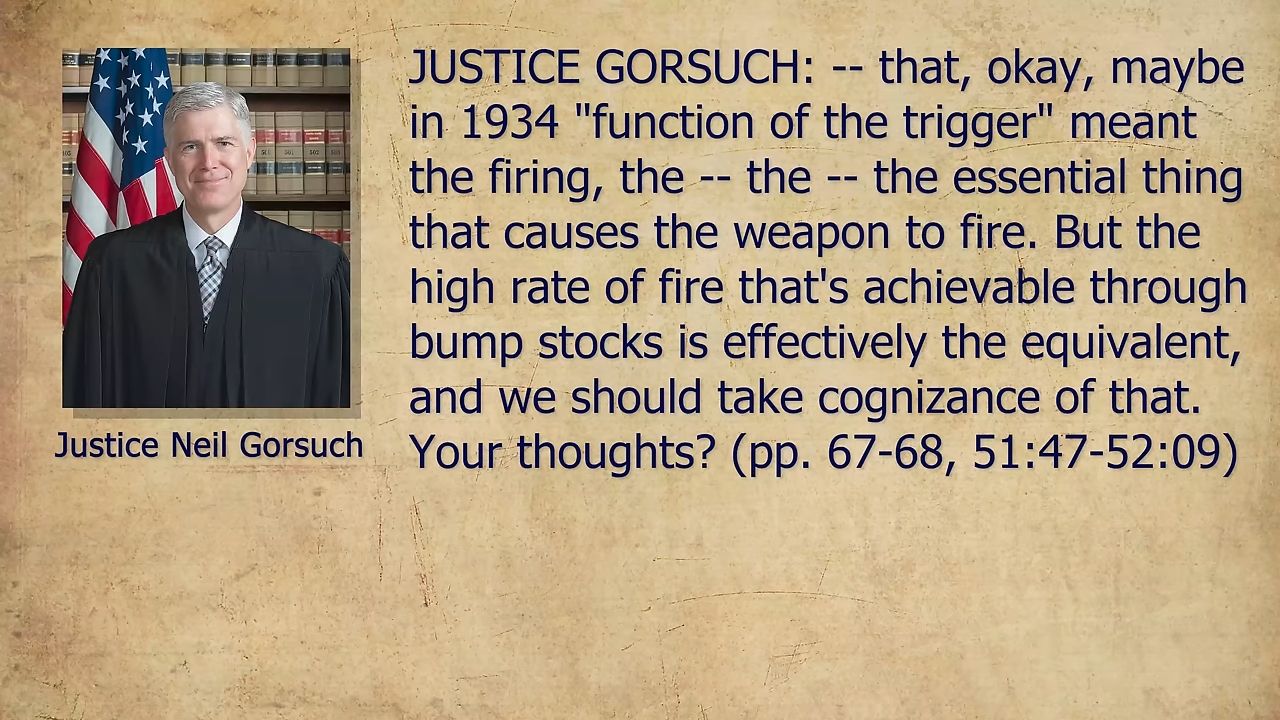 JUSTICE GORSUCH: -- that, okay, maybe
in 1934 "function of the trigger" meant
the firing, the -- the -- the essential thing
that causes the weapon to fire. But the
high rate of fire that's achievable through
bump stocks is effectively the equivalent,
and we should take cognizance of that.
Your thoughts? (pp. 67-68, 51:47-52:09)
Justice Neil Gorsuch